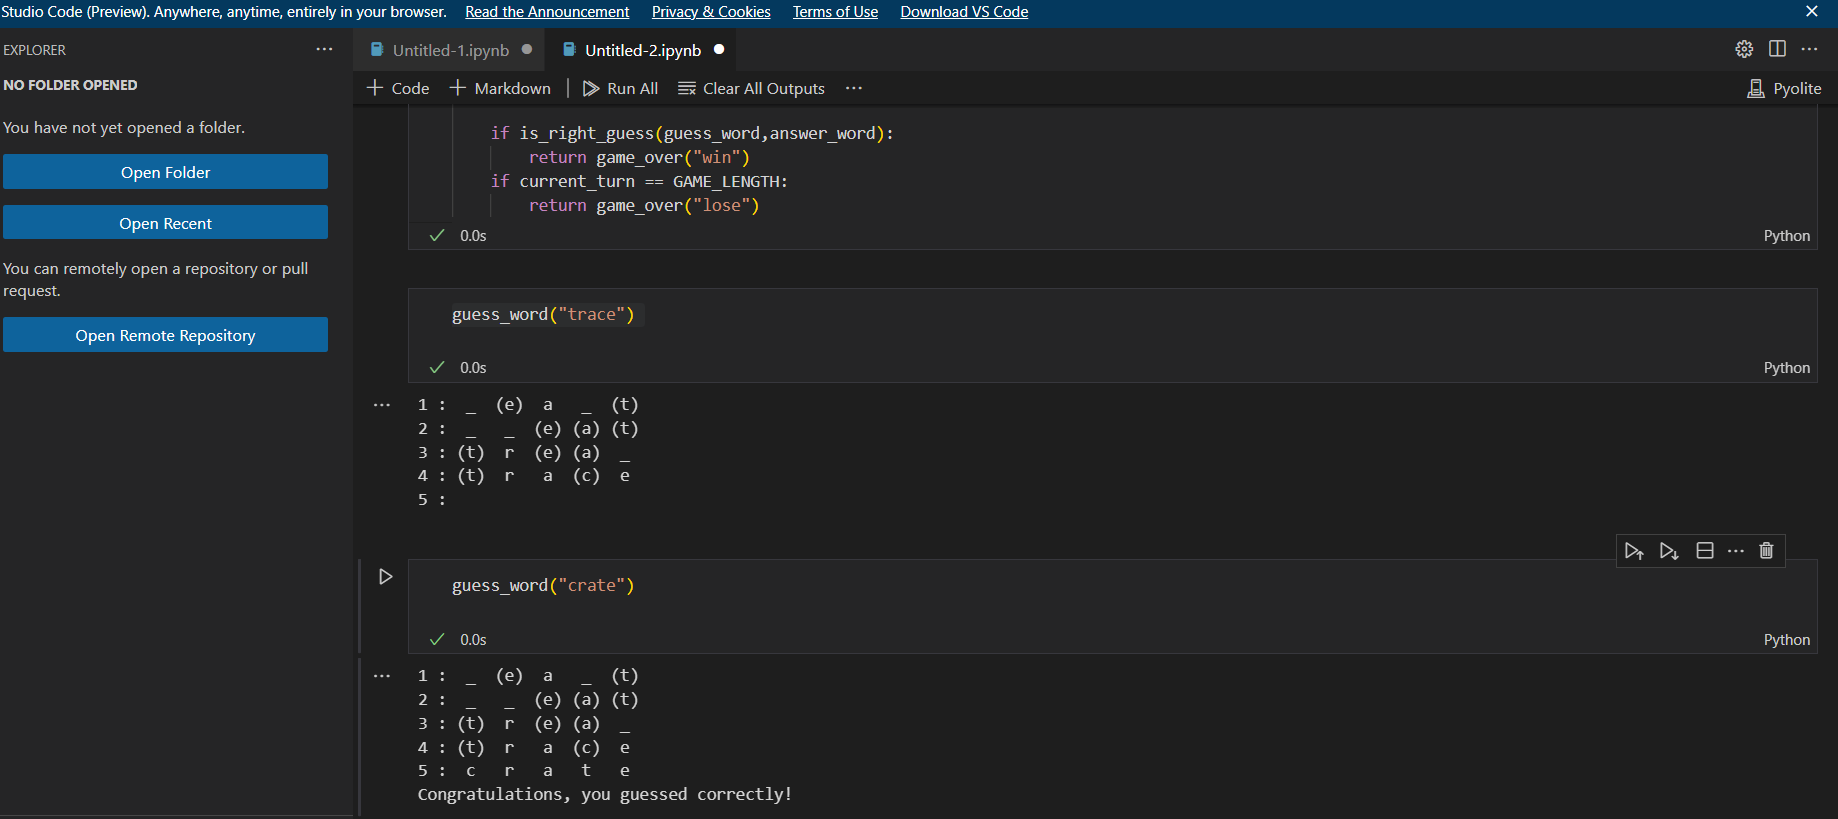 Studio Code (Preview). Anywhere, anytime, entirely in your browser. Read the Announcement Privacy & Cookies Terms of Use Download VS Code
EXPLORER
NO FOLDER OPENED
You have not yet opened a folder.
Open Folder
Open Recent
You can remotely open a repository or pull
request.
Open Remote Repository
Untitled-1.ipynb Untitled-2.ipynb
+ Code + Markdown | Run All Clear All Outputs ...
Pyolite
if is_right_guess(guess_word,answer_word):
return game_over("win")
if current_turn == GAME_LENGTH:
return game_over("lose")
0.0s Python
guess_word("trace")
0.0s Python
1 : _ (e) a _ (t)
2 : _ _ (e) (a) (t)
3 : (t) r (e) (a) _
4 : (t) r a (c) e
5 :
guess_word("crate")
0.0s Python
1 : _ (e) a _ (t)
2 : _ _ (e) (a) (t)
3 : (t) r (e) (a) _
4 : (t) r a (c) e
5 : c r a t e
Congratulations, you guessed correctly!